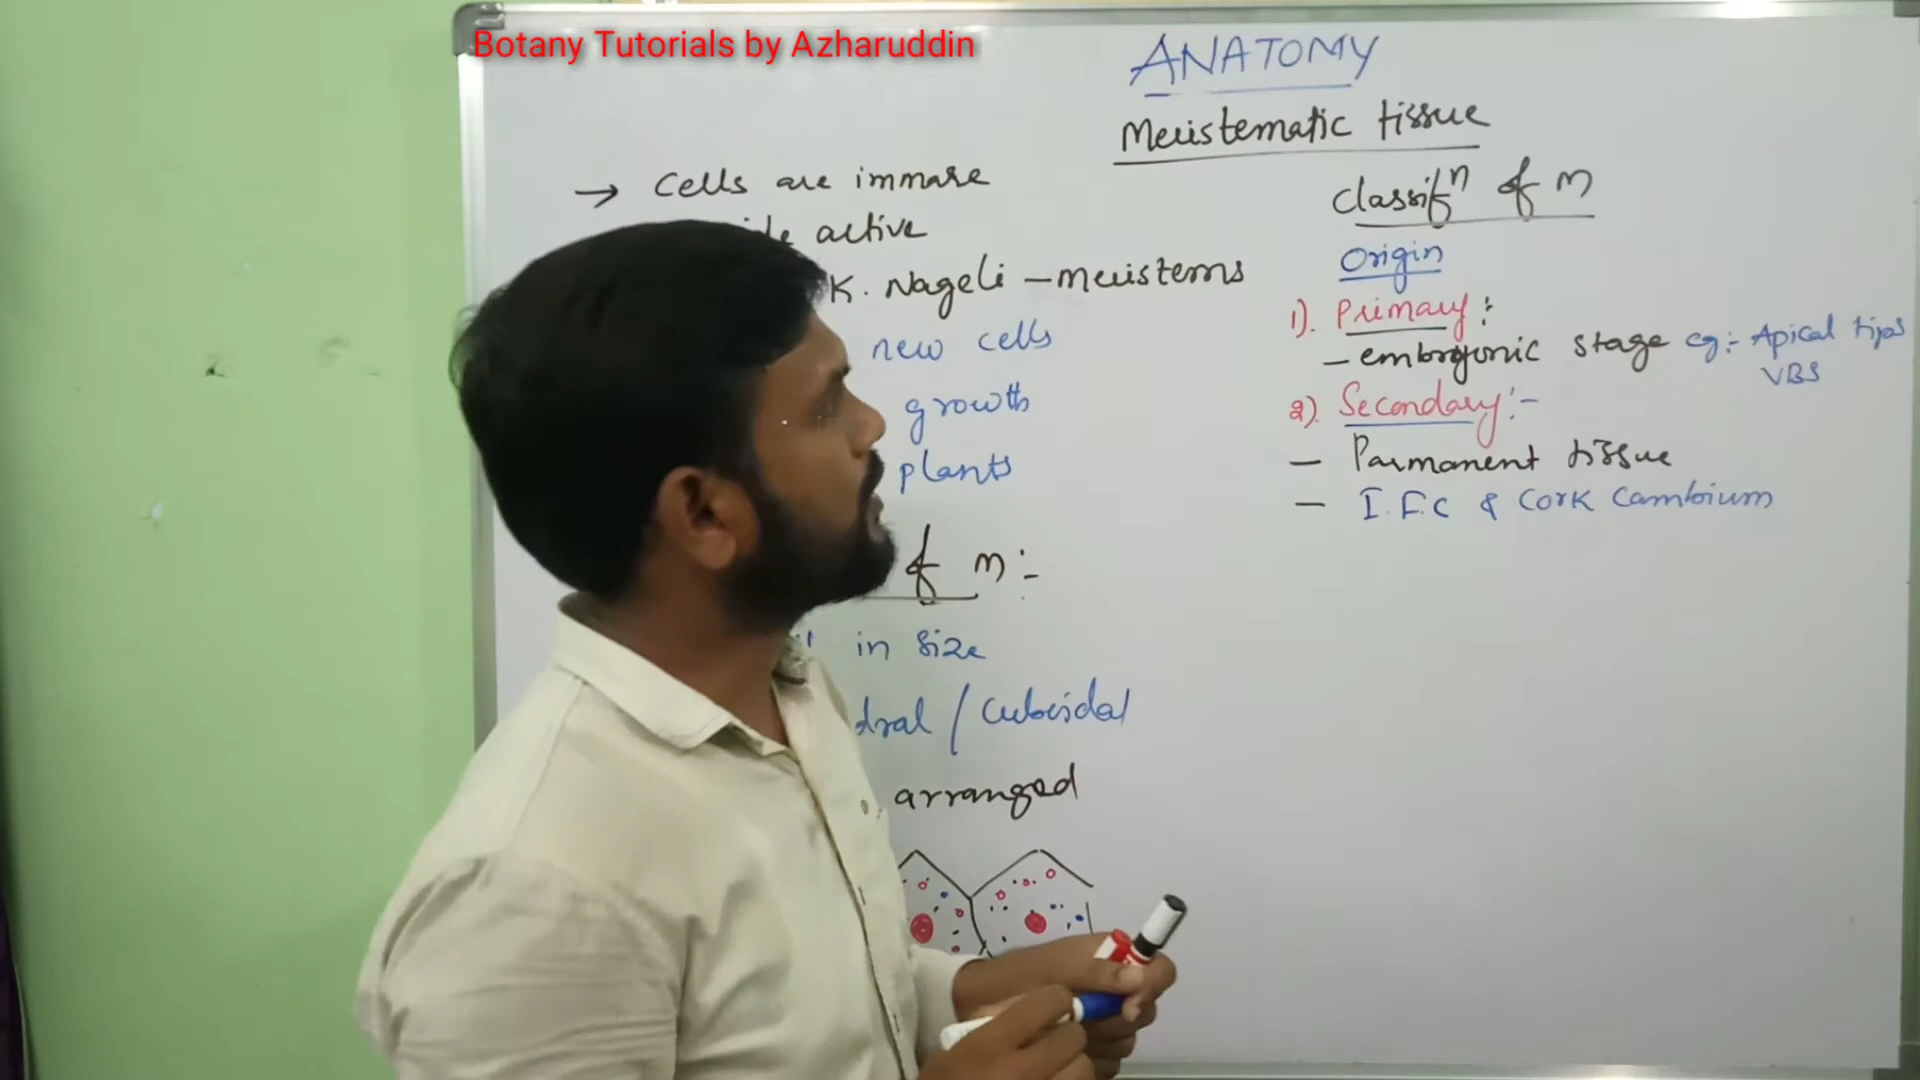 Botany Tutorials by Azharuddin
ANATOMY
Meristematic tissue
→ Cells are immare
active
K. Nageli - meristems
new cells
growth
plants
of m :-
in size
dral / Cuboidal
arranged
Classifⁿ of m
Origin
1). Primary :
- embryonic stage eg:- Apical tips
VBS
2). Secondary :-
- Parmanent tissue
- I.F.C & Cork Cambium